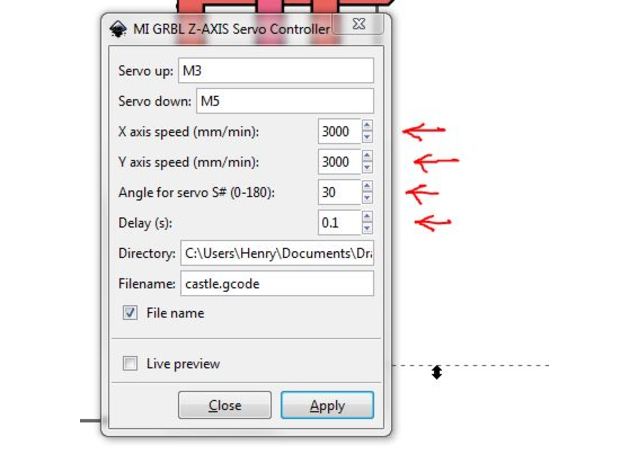 MI GRBL Z-AXIS Servo Controller
Servo up: M3
Servo down: M5
X axis speed (mm/min): 3000
Y axis speed (mm/min): 3000
Angle for servo S# (0-180): 30
Delay (s): 0.1
Directory: C:\Users\Henry\Documents\Dra
Filename: castle.gcode
File name
Live preview
Close Apply